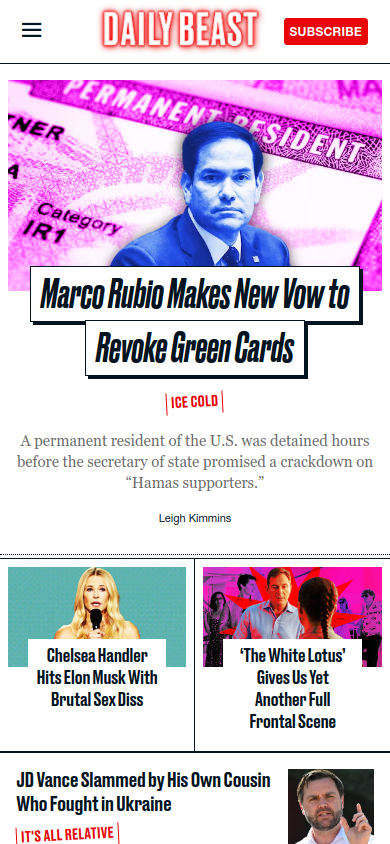 DAILY BEAST
SUBSCRIBE
PERMANENT RESIDENT
NER
A
Category
IR1
Marco Rubio Makes New Vow to
Revoke Green Cards
ICE COLD
A permanent resident of the U.S. was detained hours
before the secretary of state promised a crackdown on
“Hamas supporters.”
Leigh Kimmins
Chelsea Handler
Hits Elon Musk With
Brutal Sex Diss
‘The White Lotus’
Gives Us Yet
Another Full
Frontal Scene
JD Vance Slammed by His Own Cousin
Who Fought in Ukraine
IT'S ALL RELATIVE